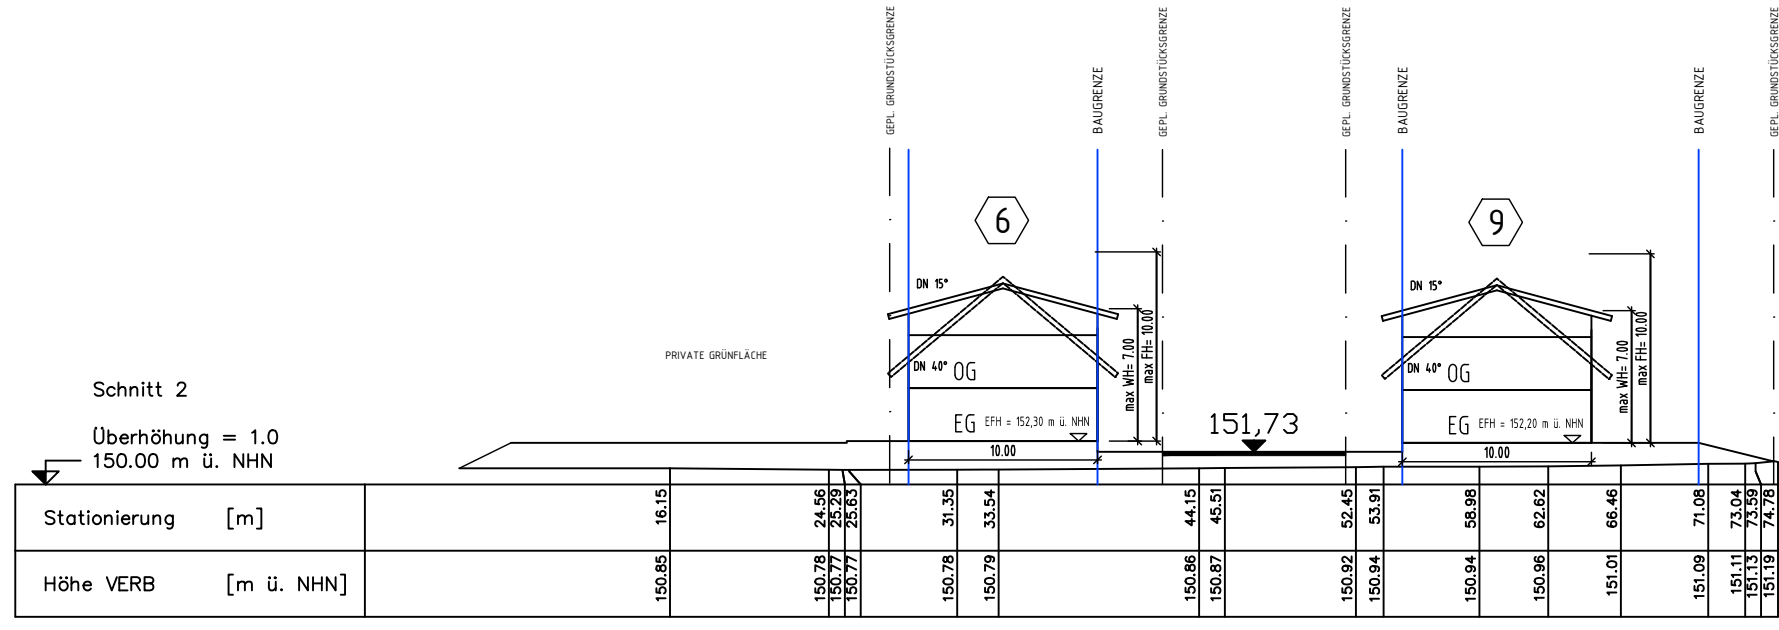 GEPL. GRUNDSTÜCKSGRENZE
BAUGRENZE
GEPL. GRUNDSTÜCKSGRENZE
GEPL. GRUNDSTÜCKSGRENZE
BAUGRENZE
BAUGRENZE
GEPL. GRUNDSTÜCKSGRENZE
6
9
DN 15°
DN 15°
PRIVATE GRÜNFLÄCHE
DN 40° OG
max WH= 7.00
max FH= 10.00
DN 40° OG
max WH= 7.00
max FH= 10.00
EG EFH = 152,30 m ü. NHN
151,73
EG EFH = 152,20 m ü. NHN
10.00
10.00
Schnitt 2
Überhöhung = 1.0
150.00 m ü. NHN
Stationierung [m] 16.15 24.56 25.29 25.63 31.35 33.54 44.15 45.51 52.45 53.91 58.98 62.62 66.46 71.08 73.04 73.59 74.78
Höhe VERB [m ü. NHN] 150.85 150.78 150.77 150.77 150.78 150.79 150.86 150.87 150.92 150.94 150.94 150.96 151.01 151.09 151.11 151.13 151.19